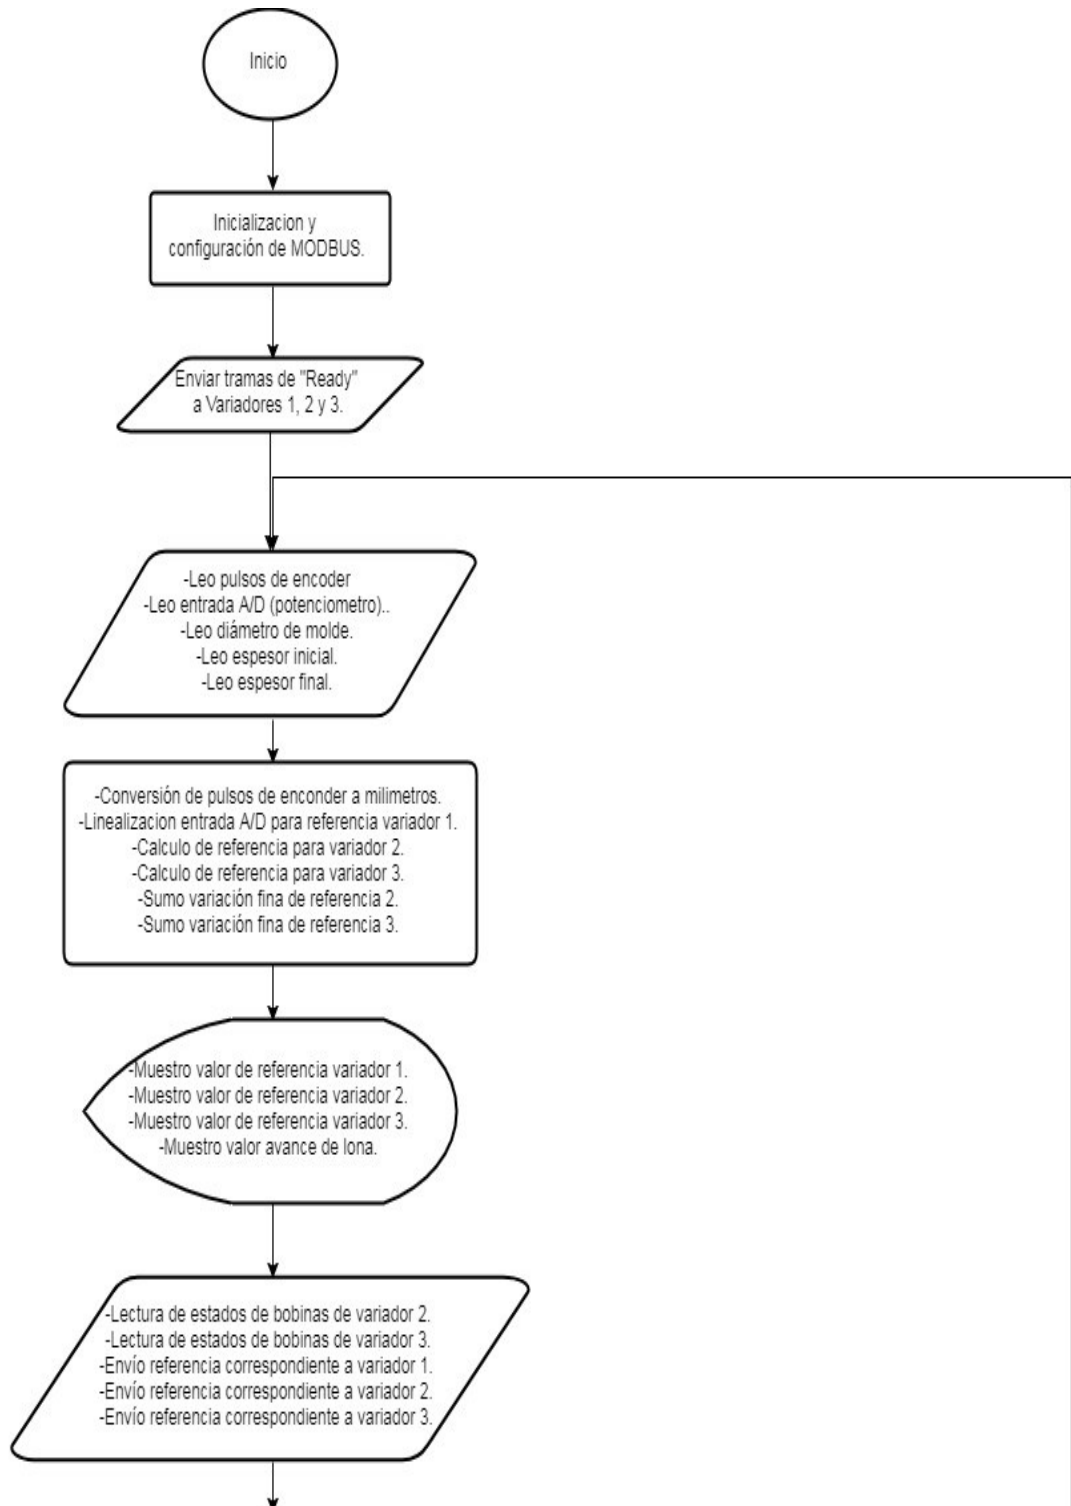 Inicio
Inicializacion y
configuración de MODBUS.
Enviar tramas de "Ready"
a Variadores 1, 2 y 3.
-Leo pulsos de encoder
-Leo entrada A/D (potenciometro)..
-Leo diámetro de molde.
-Leo espesor inicial.
-Leo espesor final.
-Conversión de pulsos de enconder a milimetros.
-Linealizacion entrada A/D para referencia variador 1.
-Calculo de referencia para variador 2.
-Calculo de referencia para variador 3.
-Sumo variación fina de referencia 2.
-Sumo variación fina de referencia 3.
-Muestro valor de referencia variador 1.
-Muestro valor de referencia variador 2.
-Muestro valor de referencia variador 3.
-Muestro valor avance de lona.
-Lectura de estados de bobinas de variador 2.
-Lectura de estados de bobinas de variador 3.
-Envío referencia correspondiente a variador 1.
-Envío referencia correspondiente a variador 2.
-Envío referencia correspondiente a variador 3.